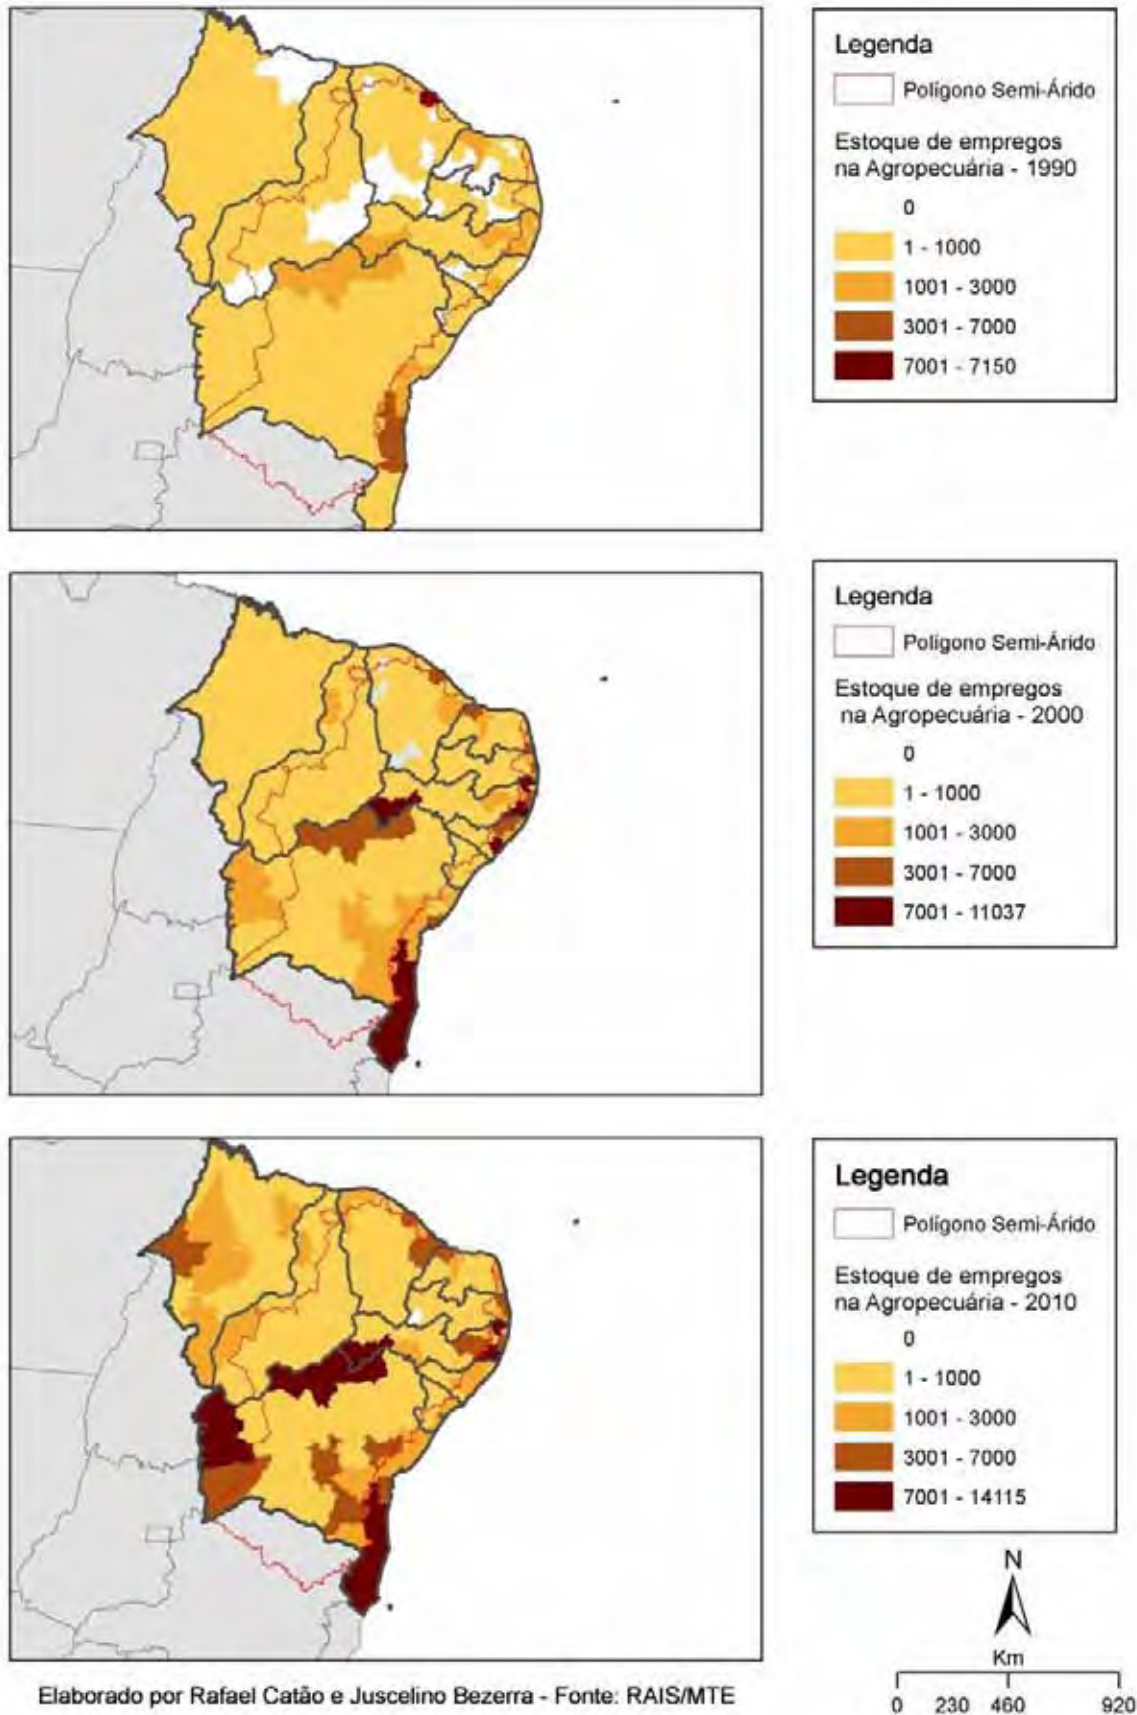 Legenda
Polígono Semi-Árido
Estoque de empregos
na Agropecuária - 1990
0
1 - 1000
1001 - 3000
3001 - 7000
7001 - 7150
Legenda
Polígono Semi-Árido
Estoque de empregos
na Agropecuária - 2000
0
1 - 1000
1001 - 3000
3001 - 7000
7001 - 11037
Legenda
Polígono Semi-Árido
Estoque de empregos
na Agropecuária - 2010
0
1 - 1000
1001 - 3000
3001 - 7000
7001 - 14115
N
Km
0 230 460 920
Elaborado por Rafael Catão e Juscelino Bezerra - Fonte: RAIS/MTE